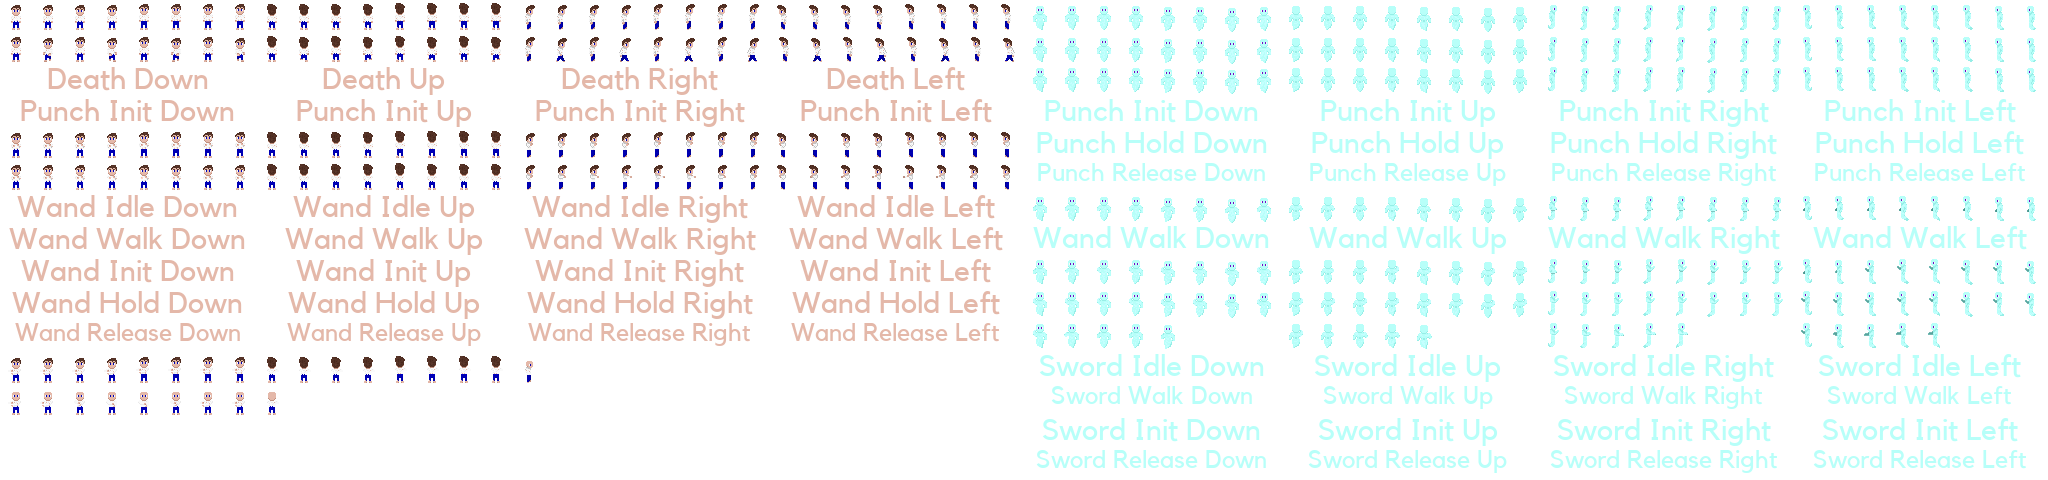 Death Down Death Up Death Right Death Left
Punch Init Down Punch Init Up Punch Init Right Punch Init Left Punch Init Down Punch Init Up Punch Init Right Punch Init Left
Punch Hold Down Punch Hold Up Punch Hold Right Punch Hold Left
Punch Release Down Punch Release Up Punch Release Right Punch Release Left
Wand Idle Down Wand Idle Up Wand Idle Right Wand Idle Left
Wand Walk Down Wand Walk Up Wand Walk Right Wand Walk Left Wand Walk Down Wand Walk Up Wand Walk Right Wand Walk Left
Wand Init Down Wand Init Up Wand Init Right Wand Init Left
Wand Hold Down Wand Hold Up Wand Hold Right Wand Hold Left
Wand Release Down Wand Release Up Wand Release Right Wand Release Left
Sword Idle Down Sword Idle Up Sword Idle Right Sword Idle Left
Sword Walk Down Sword Walk Up Sword Walk Right Sword Walk Left
Sword Init Down Sword Init Up Sword Init Right Sword Init Left
Sword Release Down Sword Release Up Sword Release Right Sword Release Left